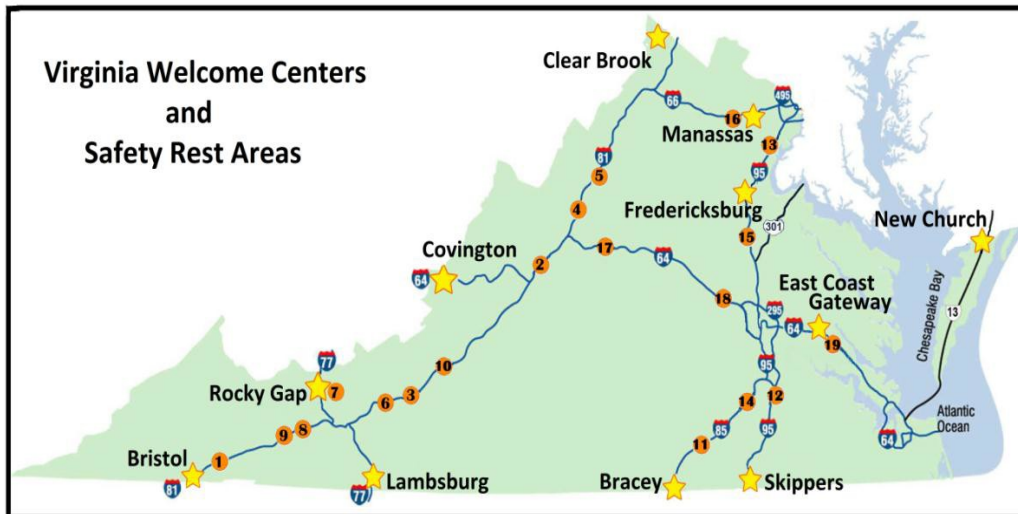 Virginia Welcome Centers
and
Safety Rest Areas
Clear Brook
66
495
16
Manassas
13
81
95
5
Fredericksburg
4
301
New Church
15
Covington
17
2
64
64
East Coast
Gateway
Chesapeake Bay
13
18
295
64
19
77
10
95
Rocky Gap
7
6
3
14
12
9
8
85
95
11
64
Atlantic
Ocean
Bristol
1
81
Lambsburg
77
Bracey
Skippers